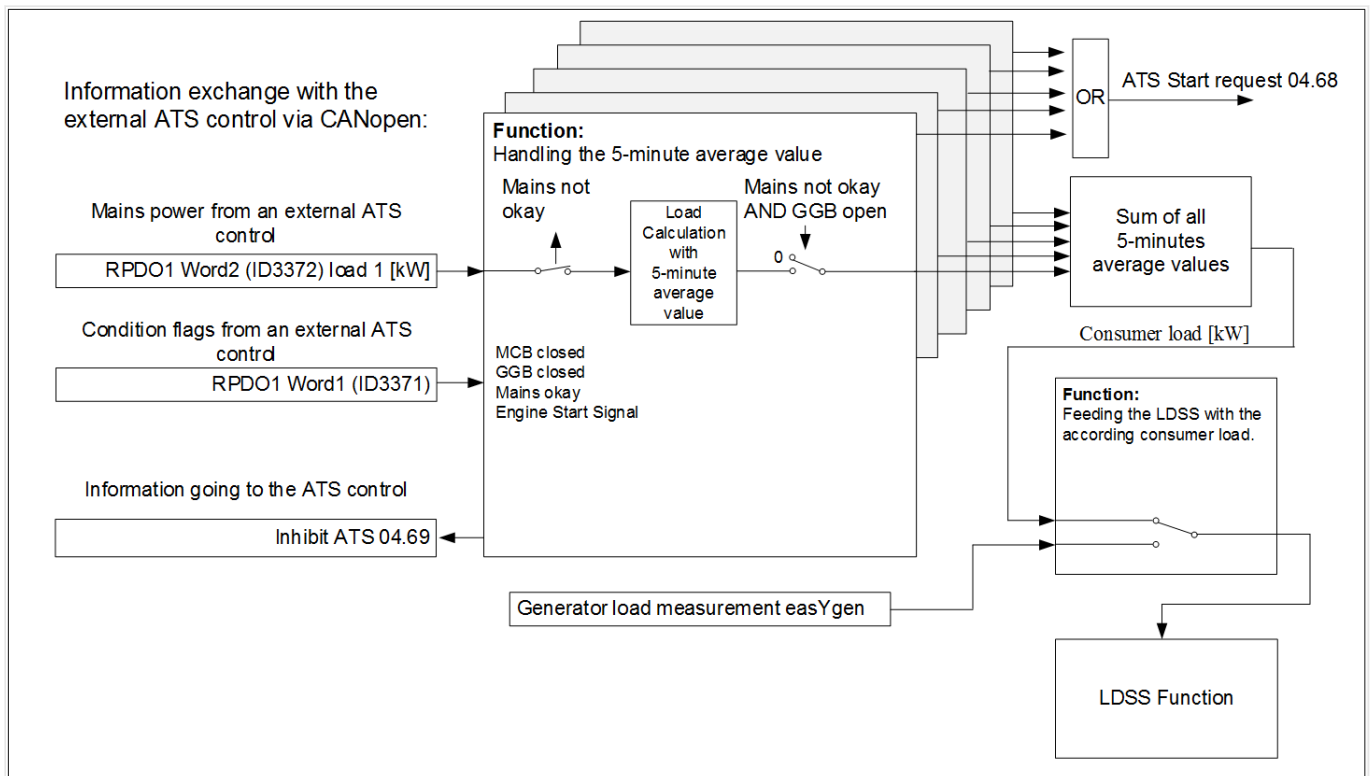 Information exchange with the
external ATS control via CANopen:
Mains power from an external ATS
control
RPDO1 Word2 (ID3372) load 1 [kW]
Condition flags from an external ATS
control
RPDO1 Word1 (ID3371)
Information going to the ATS control
Inhibit ATS 04.69
Function:
Handling the 5-minute average value
Mains not
okay
Load
Calculation
with
5-minute
average
value
Mains not okay
AND GGB open
0
MCB closed
GGB closed
Mains okay
Engine Start Signal
Generator load measurement easYgen
OR
ATS Start request 04.68
Sum of all
5-minutes
average values
Consumer load [kW]
Function:
Feeding the LDSS with the
according consumer load.
LDSS Function